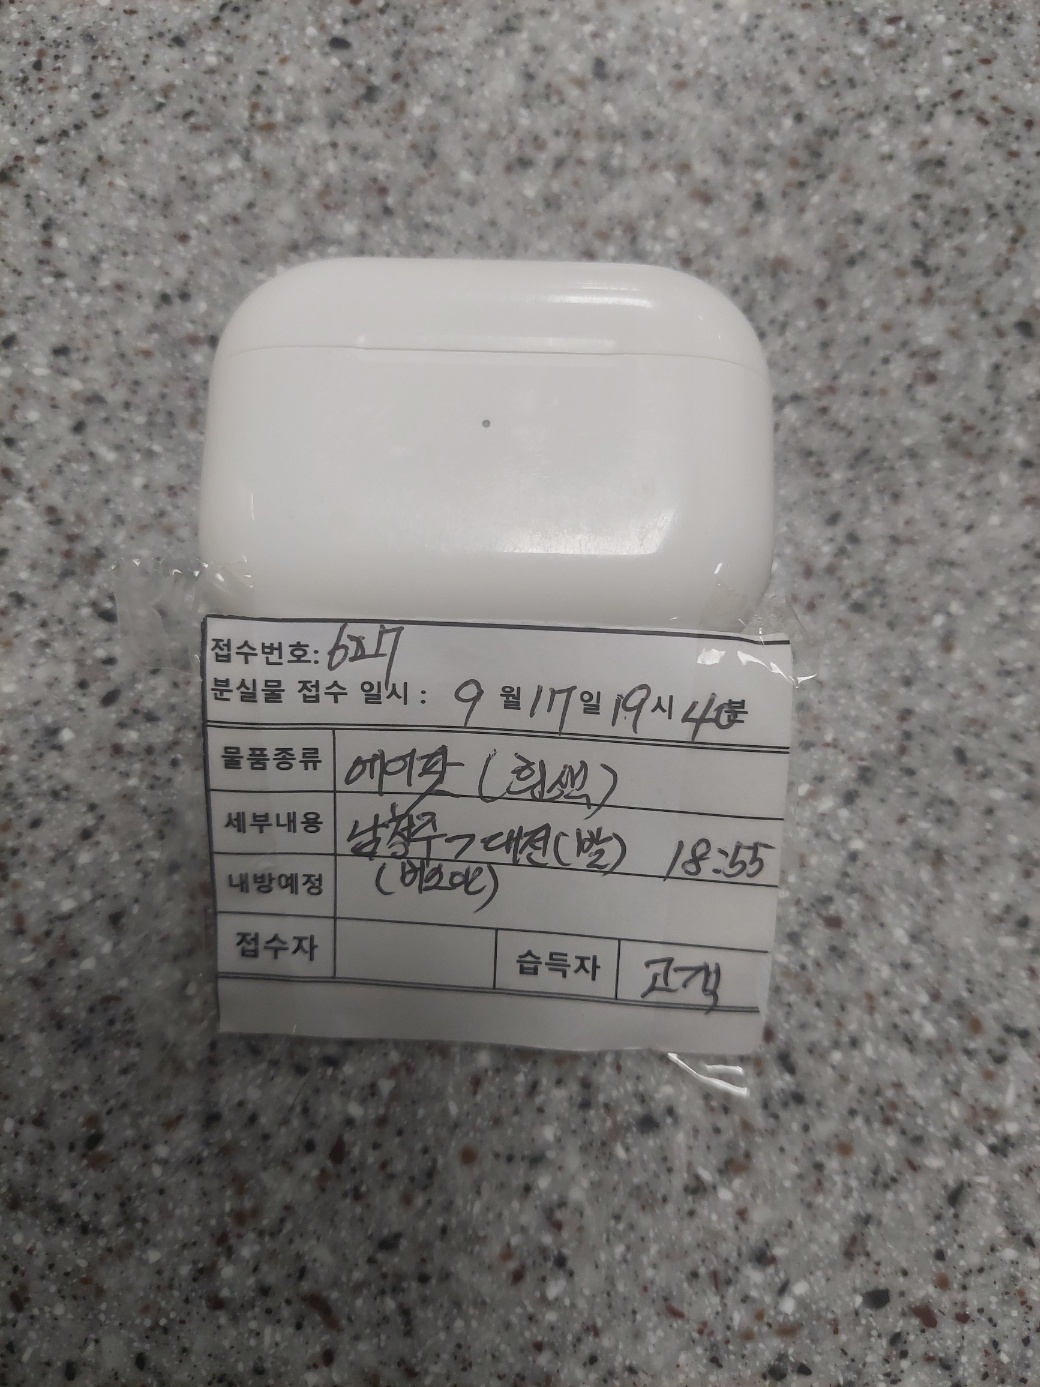 접수번호: 627
분실물 접수 일시 : 9 월 17 일 19 시 40 분
물품종류 에어팟 (흰색)
세부내용 남청주→대전(발) 18:55
내방예정
접수자 습득자 고객